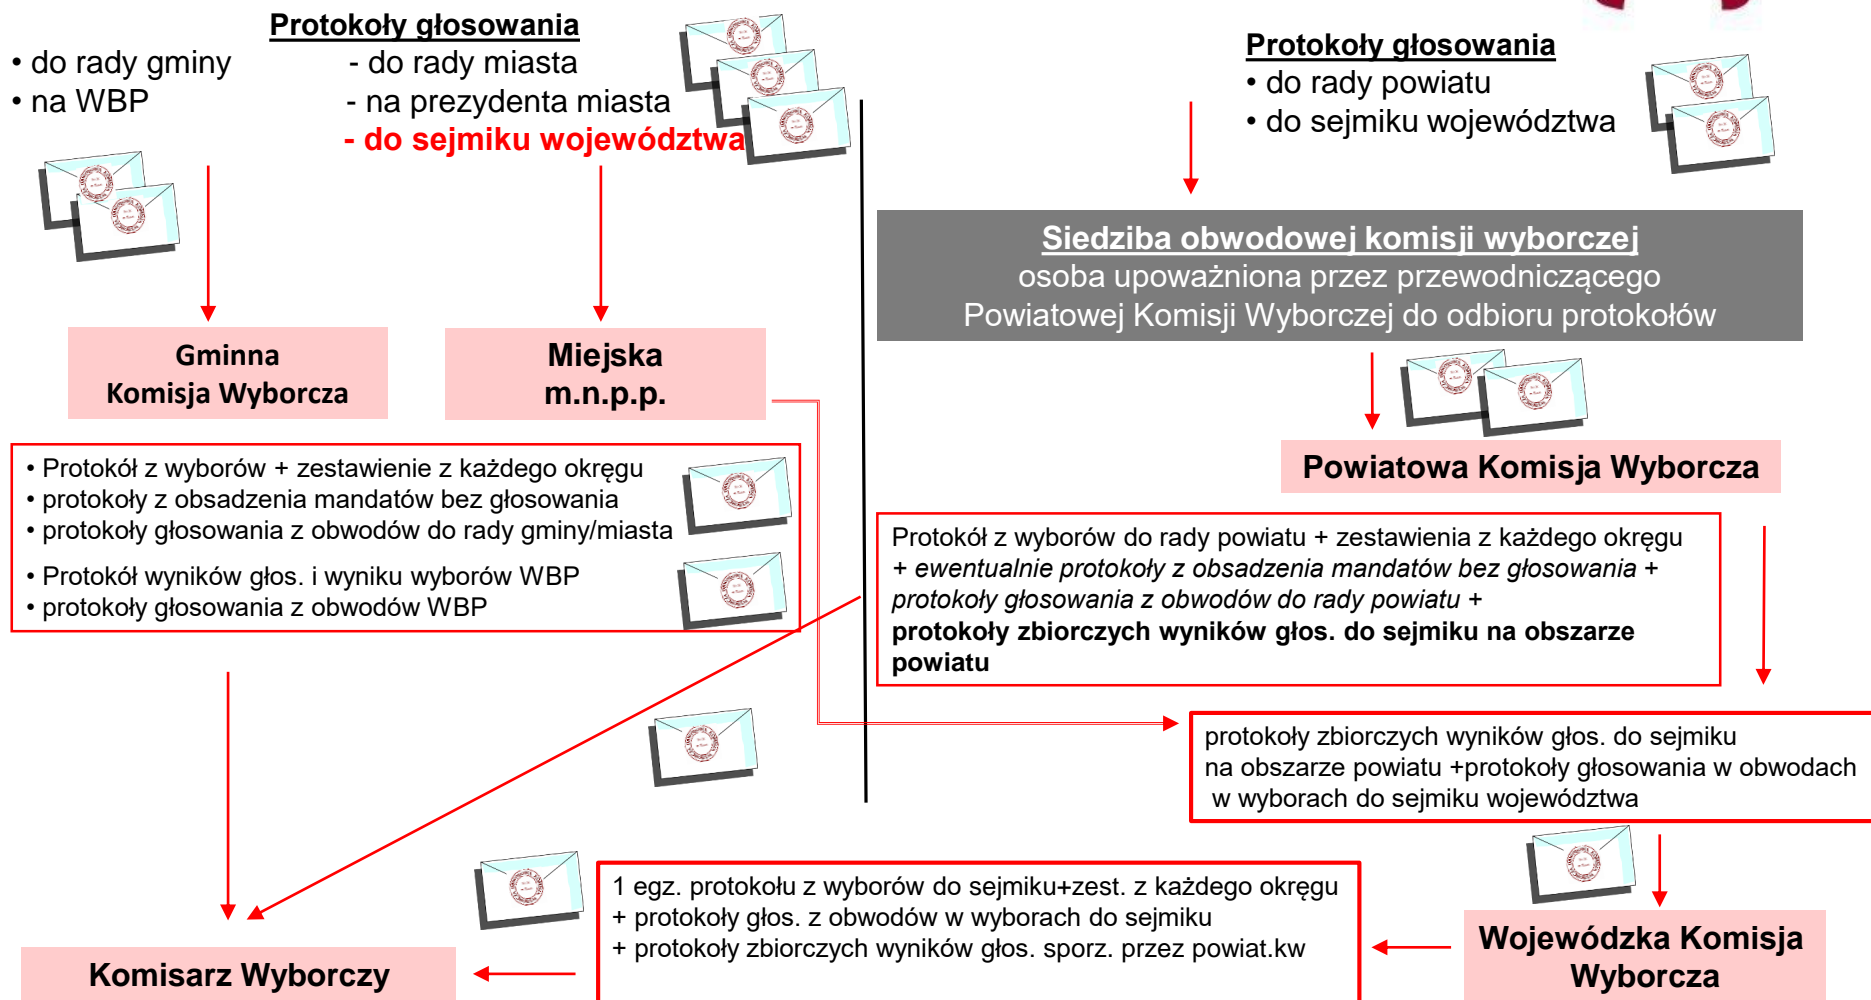 Protokoły głosowania
• do rady gminy
• na WBP
- do rady miasta
- na prezydenta miasta
- do sejmiku województwa
Protokoły głosowania
• do rady powiatu
• do sejmiku województwa
Siedziba obwodowej komisji wyborczej
osoba upoważniona przez przewodniczącego
Powiatowej Komisji Wyborczej do odbioru protokołów
Gminna
Komisja Wyborcza
Miejska
m.n.p.p.
Powiatowa Komisja Wyborcza
• Protokół z wyborów + zestawienie z każdego okręgu
• protokoły z obsadzenia mandatów bez głosowania
• protokoły głosowania z obwodów do rady gminy/miasta
• Protokół wyników głos. i wyniku wyborów WBP
• protokoły głosowania z obwodów WBP
Protokół z wyborów do rady powiatu + zestawienia z każdego okręgu
+ ewentualnie protokoły z obsadzenia mandatów bez głosowania +
protokoły głosowania z obwodów do rady powiatu +
protokoły zbiorczych wyników głos. do sejmiku na obszarze
powiatu
protokoły zbiorczych wyników głos. do sejmiku
na obszarze powiatu +protokoły głosowania w obwodach
w wyborach do sejmiku województwa
1 egz. protokołu z wyborów do sejmiku+zest. z każdego okręgu
+ protokoły głos. z obwodów w wyborach do sejmiku
+ protokoły zbiorczych wyników głos. sporz. przez powiat.kw
Wojewódzka Komisja
Wyborcza
Komisarz Wyborczy